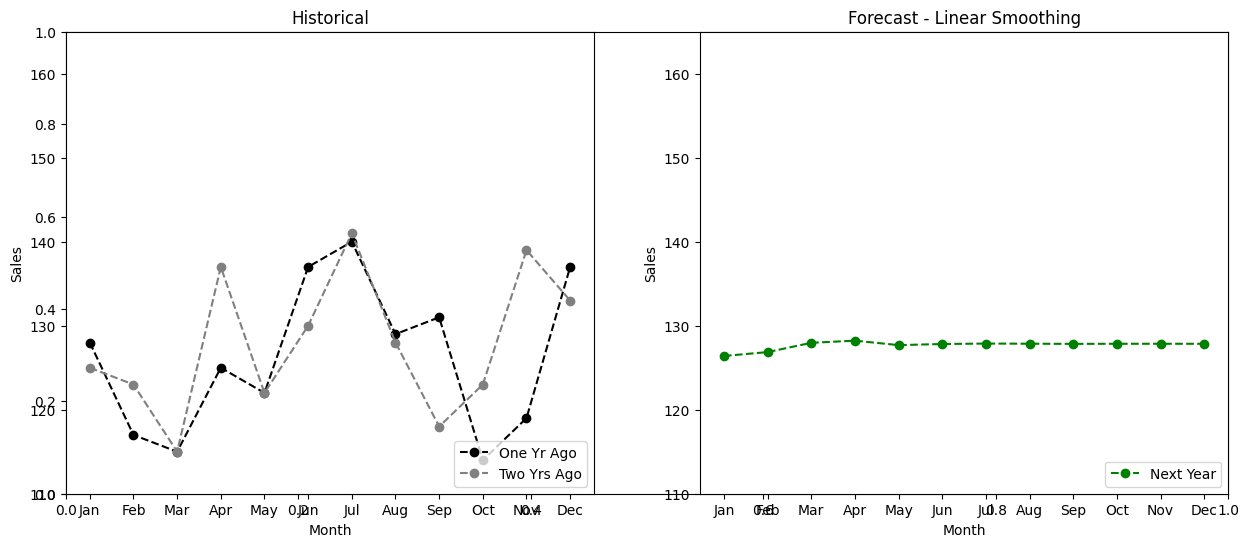 Historical
Forecast - Linear Smoothing
1.0
160
0.8
150
0.6
140
0.4
130
0.2
120
0.0
110
Sales
One Yr Ago
Two Yrs Ago
0.0 Jan Feb Mar Apr May 0.2 Jun Jul Aug Sep Oct Nov 0.4 Dec
Month
160
150
140
130
120
110
Sales
Next Year
Jan 0.6 Feb Mar Apr May Jun Jul 0.8 Aug Sep Oct Nov Dec 1.0
Month